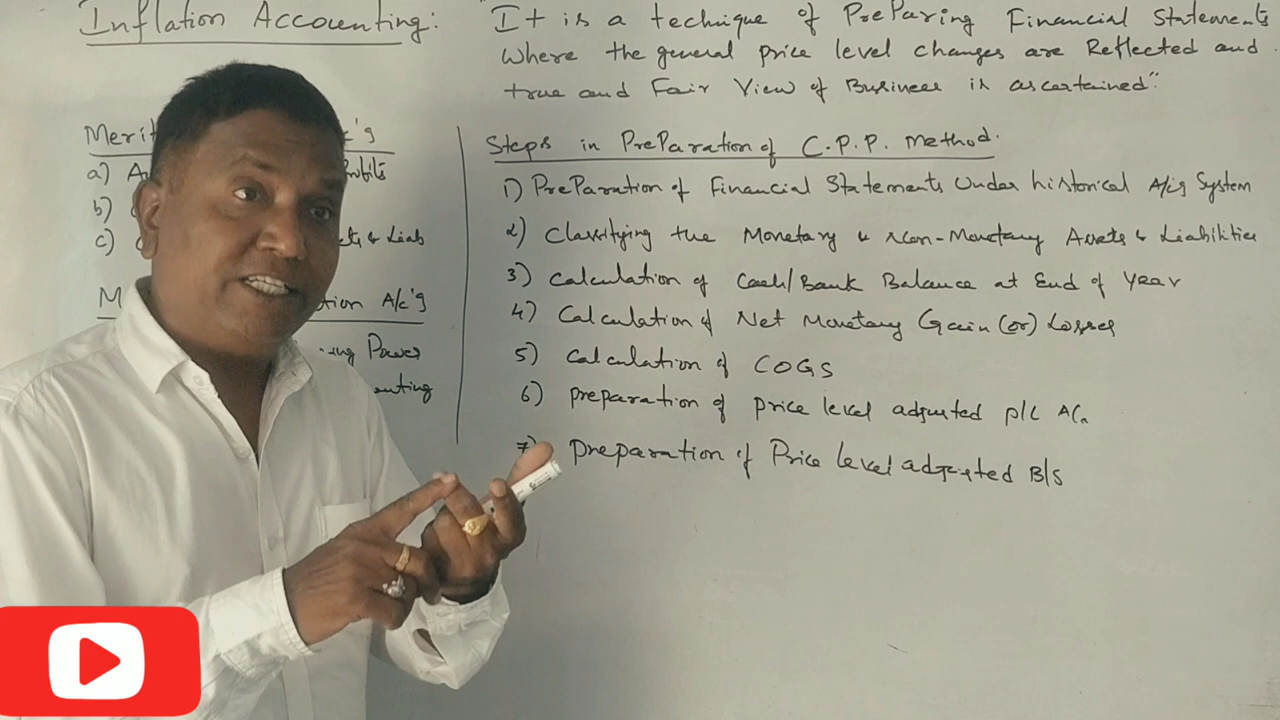 Inflation Accounting:
"It is a technique of Preparing Financial Statements
where the general price level changes are Reflected and
true and Fair View of Business is ascertained"
Merit
a)
b)
c) & Liab
M A/c's
Power
Steps in Preparation of C.P.P. Method.
1) Preparation of Financial Statements Under historical A/c's System
2) Classifying the Monetary & Non-Monetary Assets & Liabilities
3) Calculation of Cash/Bank Balance at End of Year
4) Calculation of Net Monetary Gain (or) Losses
5) Calculation of COGS
6) preparation of price level adjusted P/L A/c
7) preparation of Price level adjusted B/S